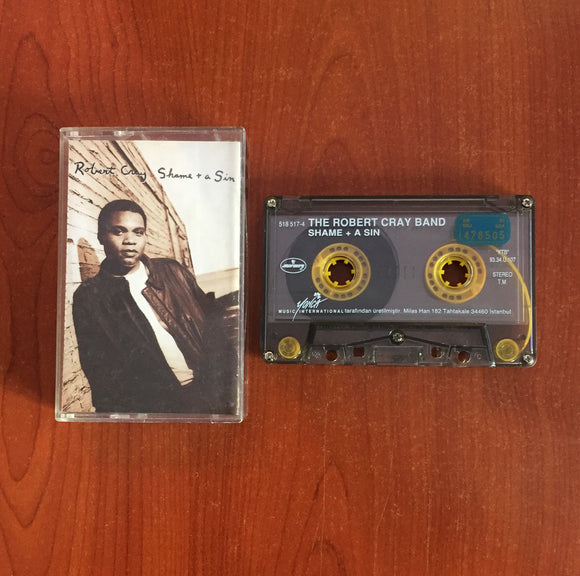 Robert Cray Shame + a Sin
518 517-4 THE ROBERT CRAY BAND
SHAME + A SIN
478505
STEREO
T.M
MUSIC INTERNATIONAL tarafından üretilmiştir. Milas Han 182 Tahtakale 34460 İstanbul